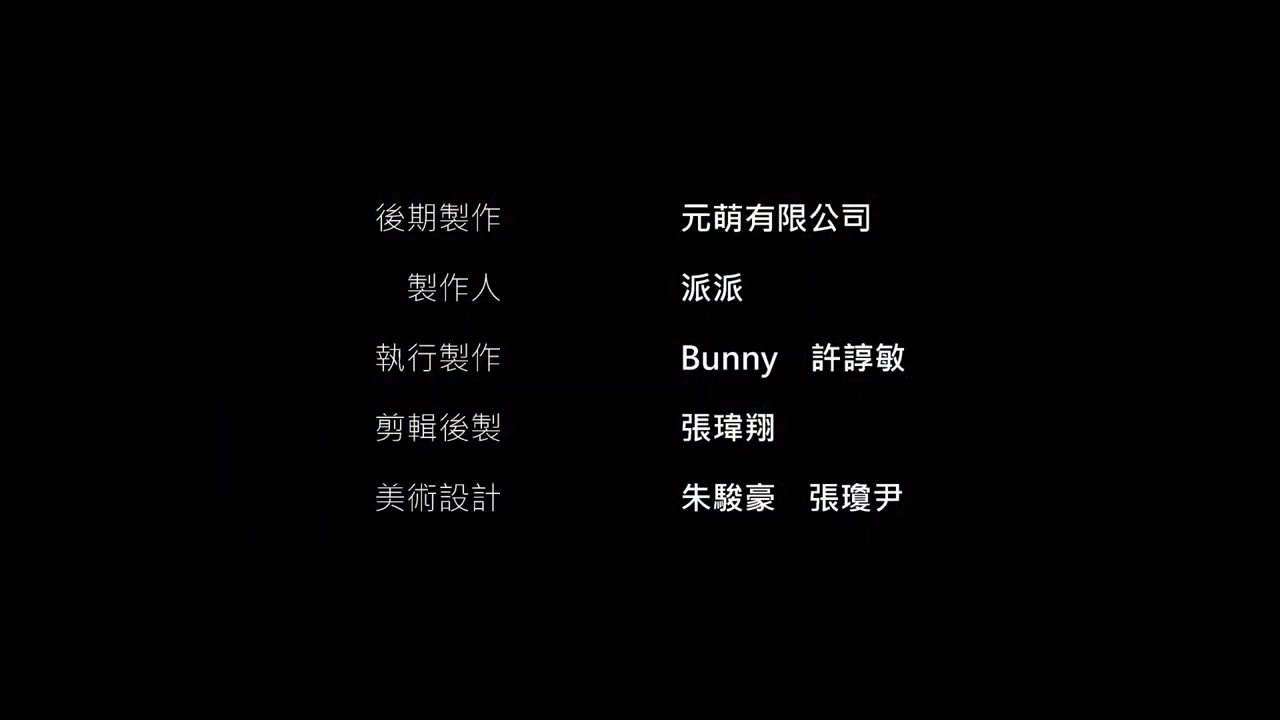 後期製作 元萌有限公司
製作人 派派
執行製作 Bunny 許諄敏
剪輯後製 張瑋翔
美術設計 朱駿豪 張瓊尹